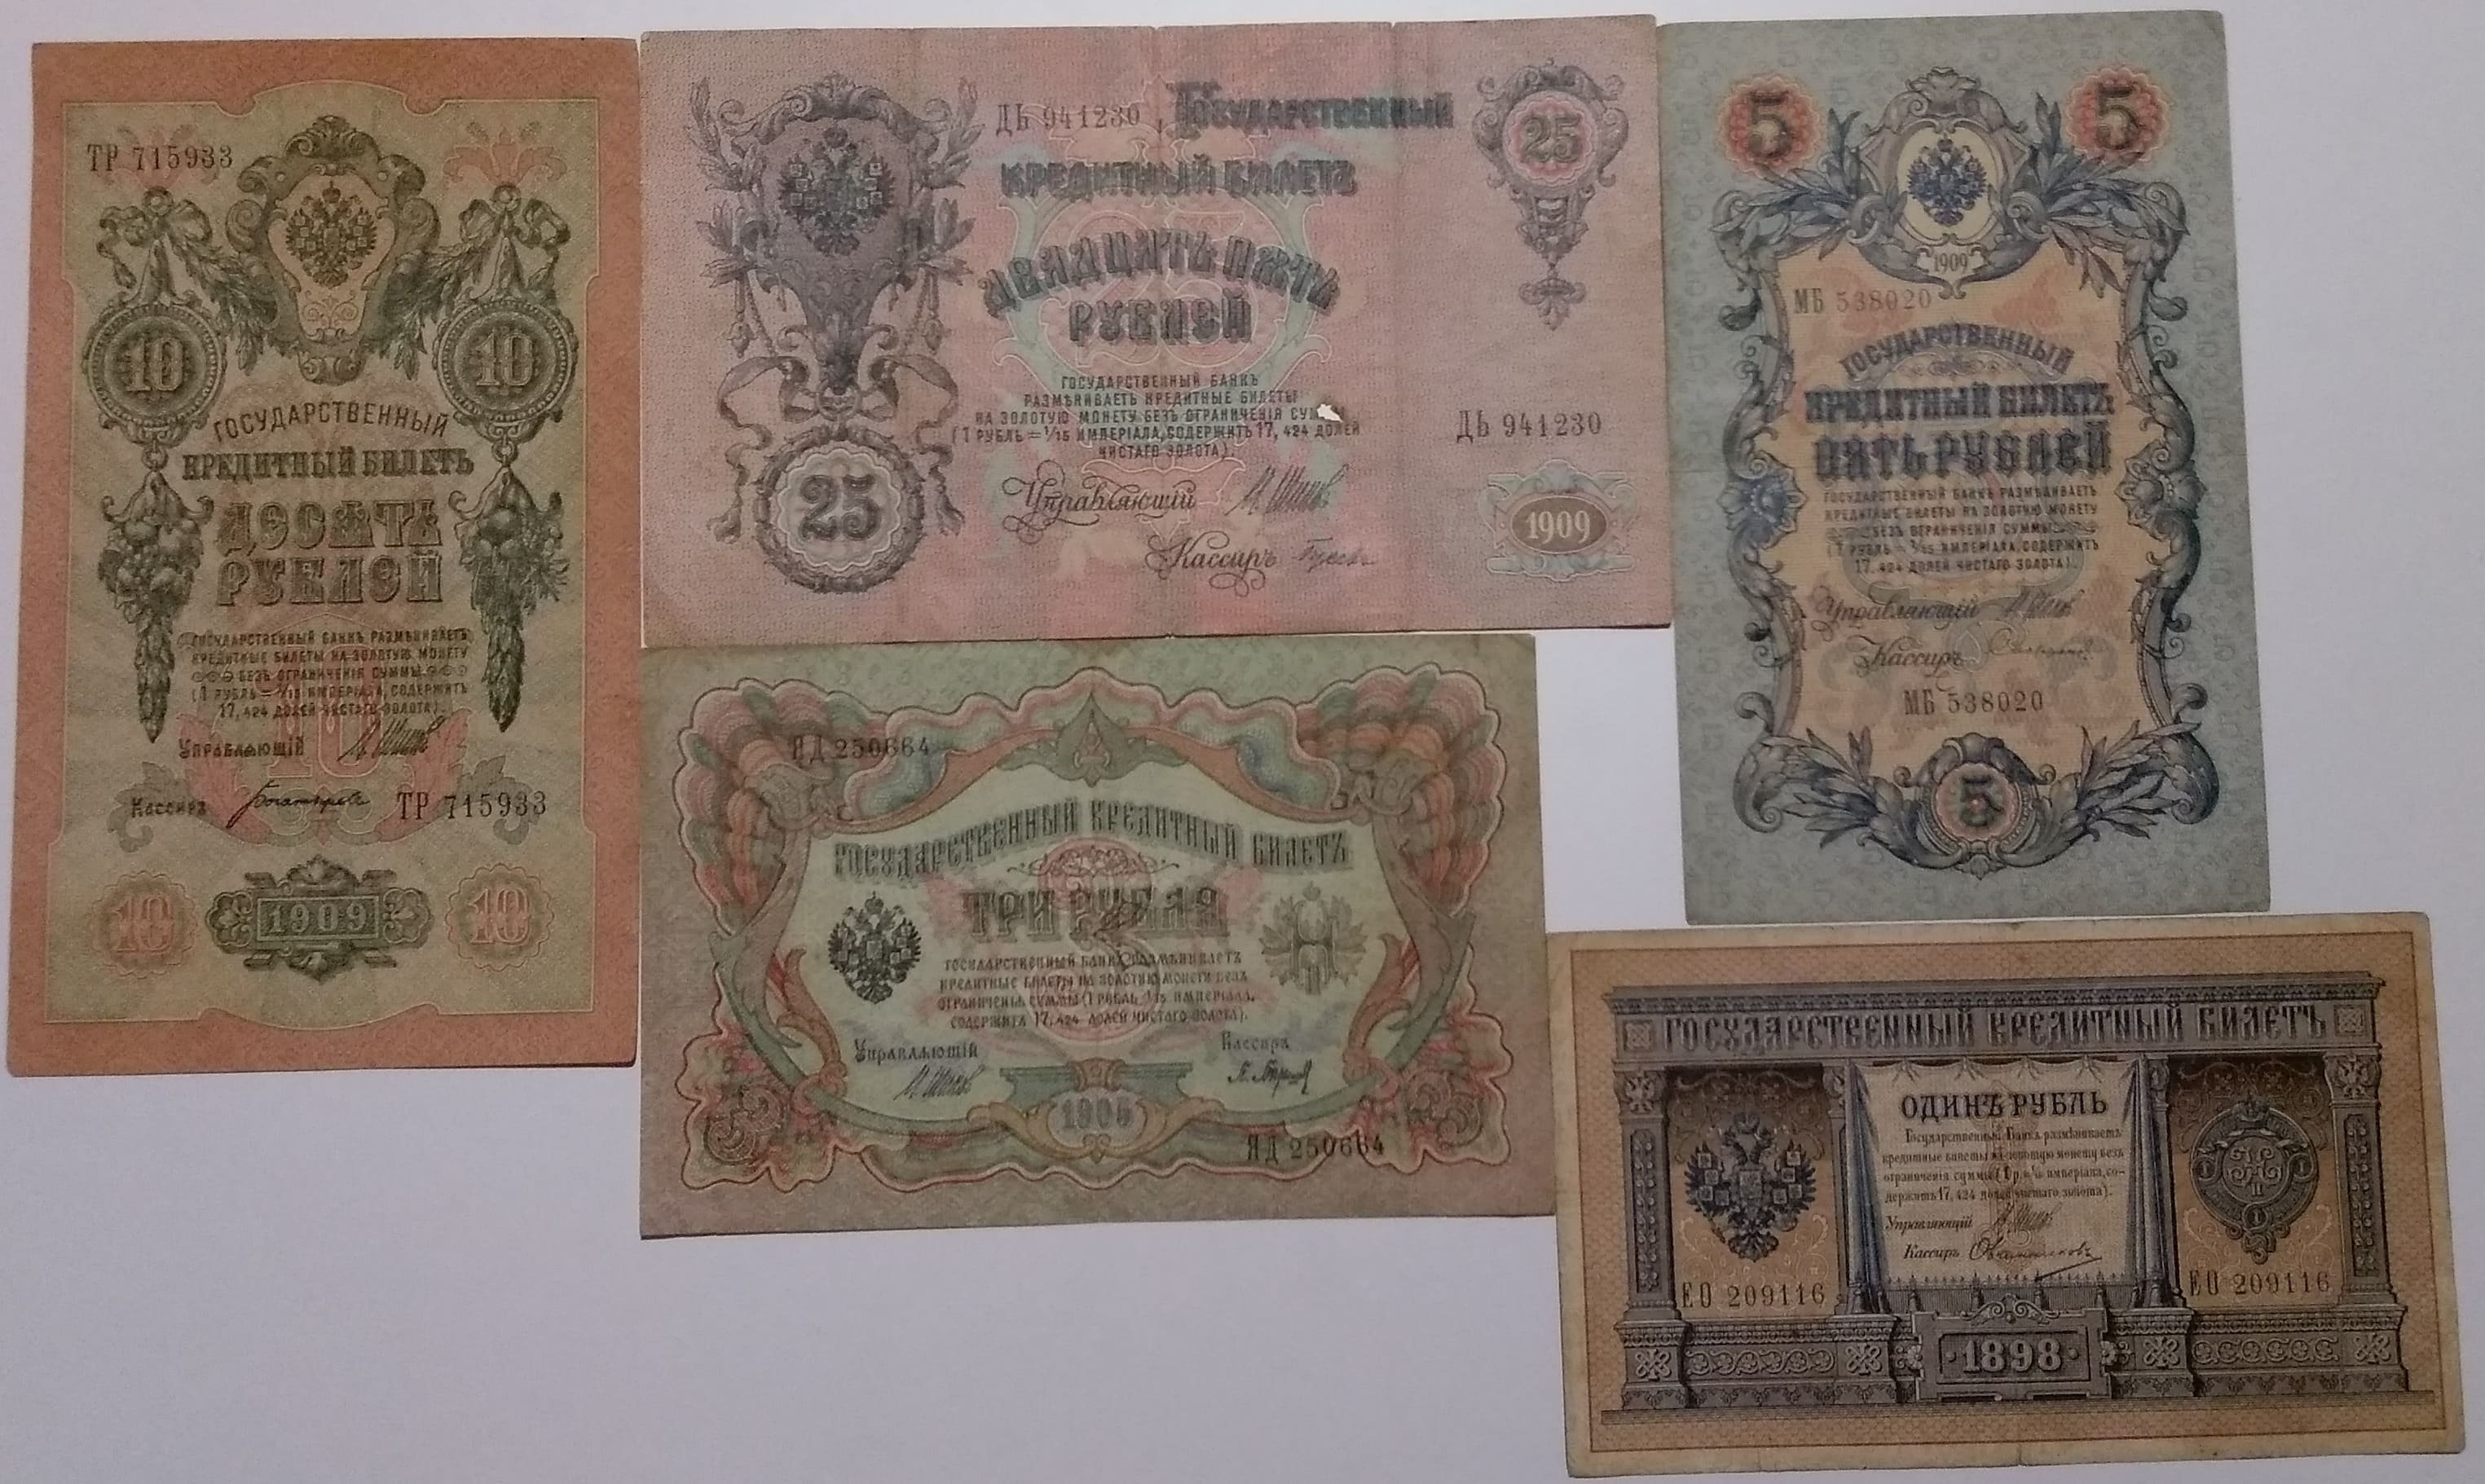 ТР 715933
10
10
ГОСУДАРСТВЕННЫЙ
КРЕДИТНЫЙ БИЛЕТЪ
ДЕСЯТЬ
РУБЛЕЙ
ГОСУДАРСТВЕННЫЙ БАНКЪ РАЗМѢНИВАЕТЪ
КРЕДИТНЫЕ БИЛЕТЫ НА ЗОЛОТУЮ МОНЕТУ
БЕЗЪ ОГРАНИЧЕНІЯ СУММЫ
(1 РУБЛЬ = 1/15 ИМПЕРІАЛА, СОДЕРЖИТЪ
17,424 ДОЛЕЙ ЧИСТАГО ЗОЛОТА).
10
УПРАВЛЯЮЩІЙ
КАССИРЪ
ТР 715933
10
1909
10
ДЬ 941230
ГОСУДАРСТВЕННЫЙ
25
КРЕДИТНЫЙ БИЛЕТЪ
ДВАДЦАТЬ ПЯТЬ
РУБЛЕЙ
ГОСУДАРСТВЕННЫЙ БАНКЪ
РАЗМѢНИВАЕТЪ КРЕДИТНЫЕ БИЛЕТЫ
НА ЗОЛОТУЮ МОНЕТУ БЕЗЪ ОГРАНИЧЕНІЯ
(1 РУБЛЬ = 1/15 ИМПЕРІАЛА, СОДЕРЖИТЪ 17,424 ДОЛЕЙ
ЧИСТАГО ЗОЛОТА).
ДЬ 941230
25
Управляющій
Кассиръ
1909
5
5
1909
МБ 538020
ГОСУДАРСТВЕННЫЙ
КРЕДИТНЫЙ БИЛЕТЪ
ПЯТЬ РУБЛЕЙ
ГОСУДАРСТВЕННЫЙ БАНКЪ РАЗМѢНИВАЕТЪ
КРЕДИТНЫЕ БИЛЕТЫ НА ЗОЛОТУЮ МОНЕТУ
БЕЗЪ ОГРАНИЧЕНІЯ СУММЫ
(1 РУБЛЬ = 1/15 ИМПЕРІАЛА, СОДЕРЖИТЪ
17,424 ДОЛЕЙ ЧИСТАГО ЗОЛОТА).
Управляющій
Кассиръ
МБ 538020
5
ЯД 250664
ГОСУДАРСТВЕННЫЙ КРЕДИТНЫЙ БИЛЕТЪ
ТРИ РУБЛЯ
ГОСУДАРСТВЕННЫЙ БАНКЪ РАЗМѢНИВАЕТЪ
КРЕДИТНЫЕ БИЛЕТЫ НА ЗОЛОТУЮ МОНЕТУ БЕЗЪ
ОГРАНИЧЕНІЯ СУММЫ (1 РУБЛЬ = 1/15 ИМПЕРІАЛА,
СОДЕРЖИТЪ 17,424 ДОЛЕЙ ЧИСТАГО ЗОЛОТА).
УПРАВЛЯЮЩІЙ
КАССИРЪ
1905
ЯД 250664
ГОСУДАРСТВЕННЫЙ КРЕДИТНЫЙ БИЛЕТЪ
ОДИНЪ РУБЛЬ
Государственный Банкъ размѣниваетъ
кредитные билеты на золотую монету безъ
ограниченія суммы (1 р. = 1/15 имперіала, со-
держитъ 17,424 долей чистаго золота).
Управляющій
Кассиръ
ЕО 209116
ЕО 209116
1898